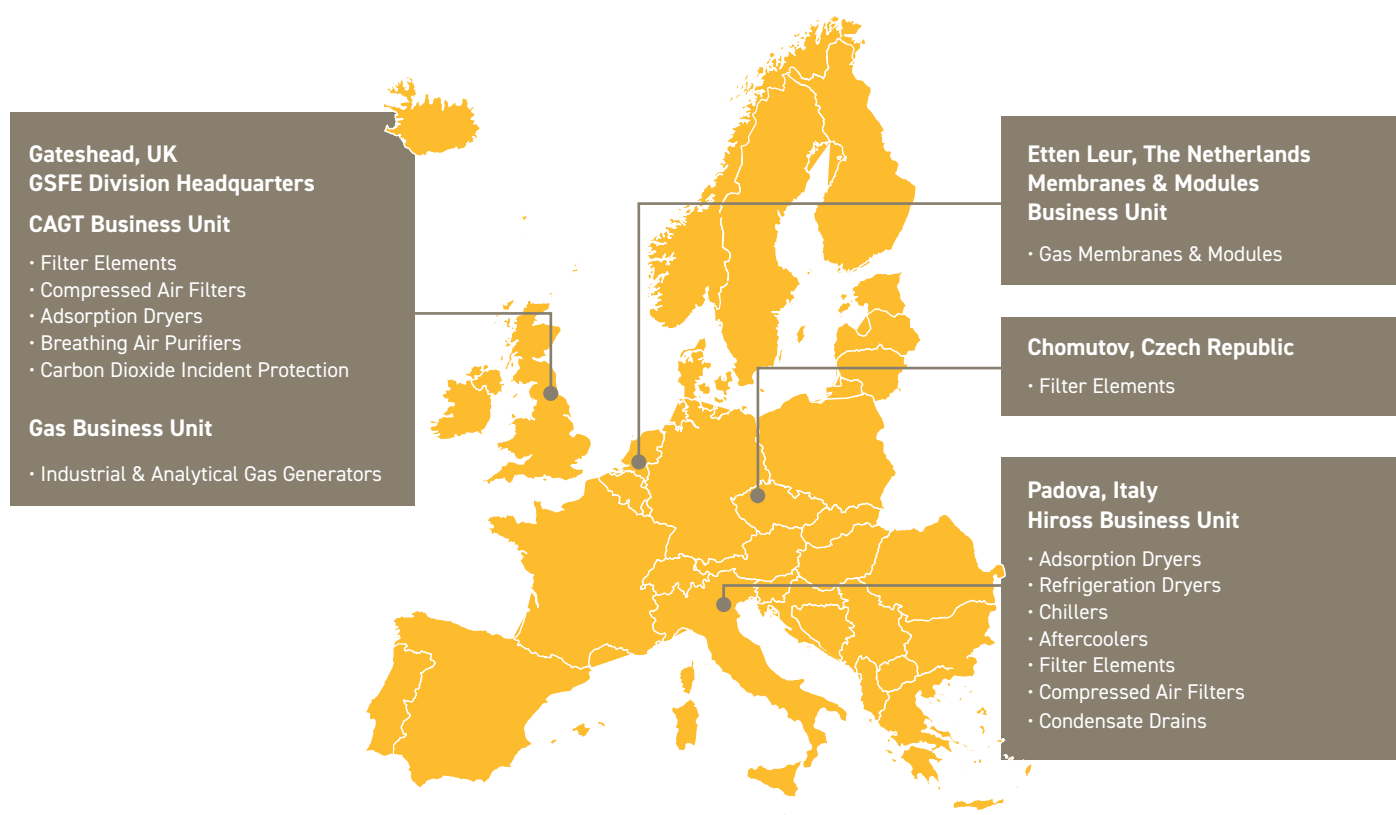 Gateshead, UK
GSFE Division Headquarters
CAGT Business Unit
· Filter Elements
· Compressed Air Filters
· Adsorption Dryers
· Breathing Air Purifiers
· Carbon Dioxide Incident Protection
Gas Business Unit
· Industrial & Analytical Gas Generators
Etten Leur, The Netherlands
Membranes & Modules
Business Unit
· Gas Membranes & Modules
Chomutov, Czech Republic
· Filter Elements
Padova, Italy
Hiross Business Unit
· Adsorption Dryers
· Refrigeration Dryers
· Chillers
· Aftercoolers
· Filter Elements
· Compressed Air Filters
· Condensate Drains